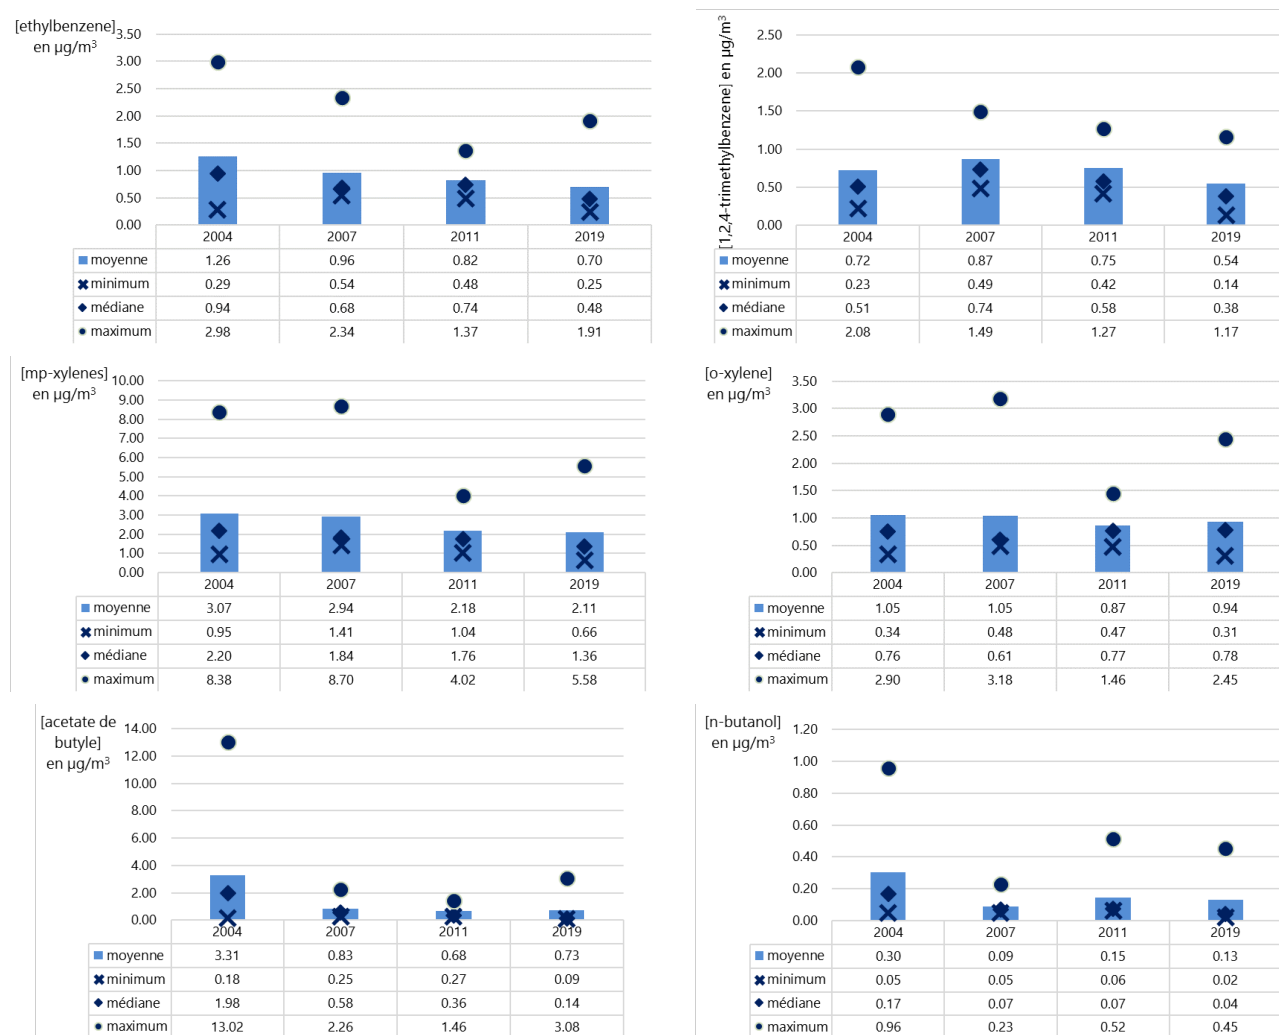 [ethylbenzene]
en µg/m³
3.50
3.00
2.50
2.00
1.50
1.00
0.50
0.00
2004 2007 2011 2019
moyenne 1.26 0.96 0.82 0.70
minimum 0.29 0.54 0.48 0.25
médiane 0.94 0.68 0.74 0.48
maximum 2.98 2.34 1.37 1.91
[1,2,4-trimethylbenzene] en µg/m³
2.50
2.00
1.50
1.00
0.50
0.00
2004 2007 2011 2019
moyenne 0.72 0.87 0.75 0.54
minimum 0.23 0.49 0.42 0.14
médiane 0.51 0.74 0.58 0.38
maximum 2.08 1.49 1.27 1.17
[mp-xylenes]
en µg/m³
10.00
9.00
8.00
7.00
6.00
5.00
4.00
3.00
2.00
1.00
0.00
2004 2007 2011 2019
moyenne 3.07 2.94 2.18 2.11
minimum 0.95 1.41 1.04 0.66
médiane 2.20 1.84 1.76 1.36
maximum 8.38 8.70 4.02 5.58
[o-xylene]
en µg/m³
3.50
3.00
2.50
2.00
1.50
1.00
0.50
0.00
2004 2007 2011 2019
moyenne 1.05 1.05 0.87 0.94
minimum 0.34 0.48 0.47 0.31
médiane 0.76 0.61 0.77 0.78
maximum 2.90 3.18 1.46 2.45
[acetate de
butyle]
en µg/m³
14.00
12.00
10.00
8.00
6.00
4.00
2.00
0.00
2004 2007 2011 2019
moyenne 3.31 0.83 0.68 0.73
minimum 0.18 0.25 0.27 0.09
médiane 1.98 0.58 0.36 0.14
maximum 13.02 2.26 1.46 3.08
[n-butanol]
en µg/m³
1.20
1.00
0.80
0.60
0.40
0.20
0.00
2004 2007 2011 2019
moyenne 0.30 0.09 0.15 0.13
minimum 0.05 0.05 0.06 0.02
médiane 0.17 0.07 0.07 0.04
maximum 0.96 0.23 0.52 0.45